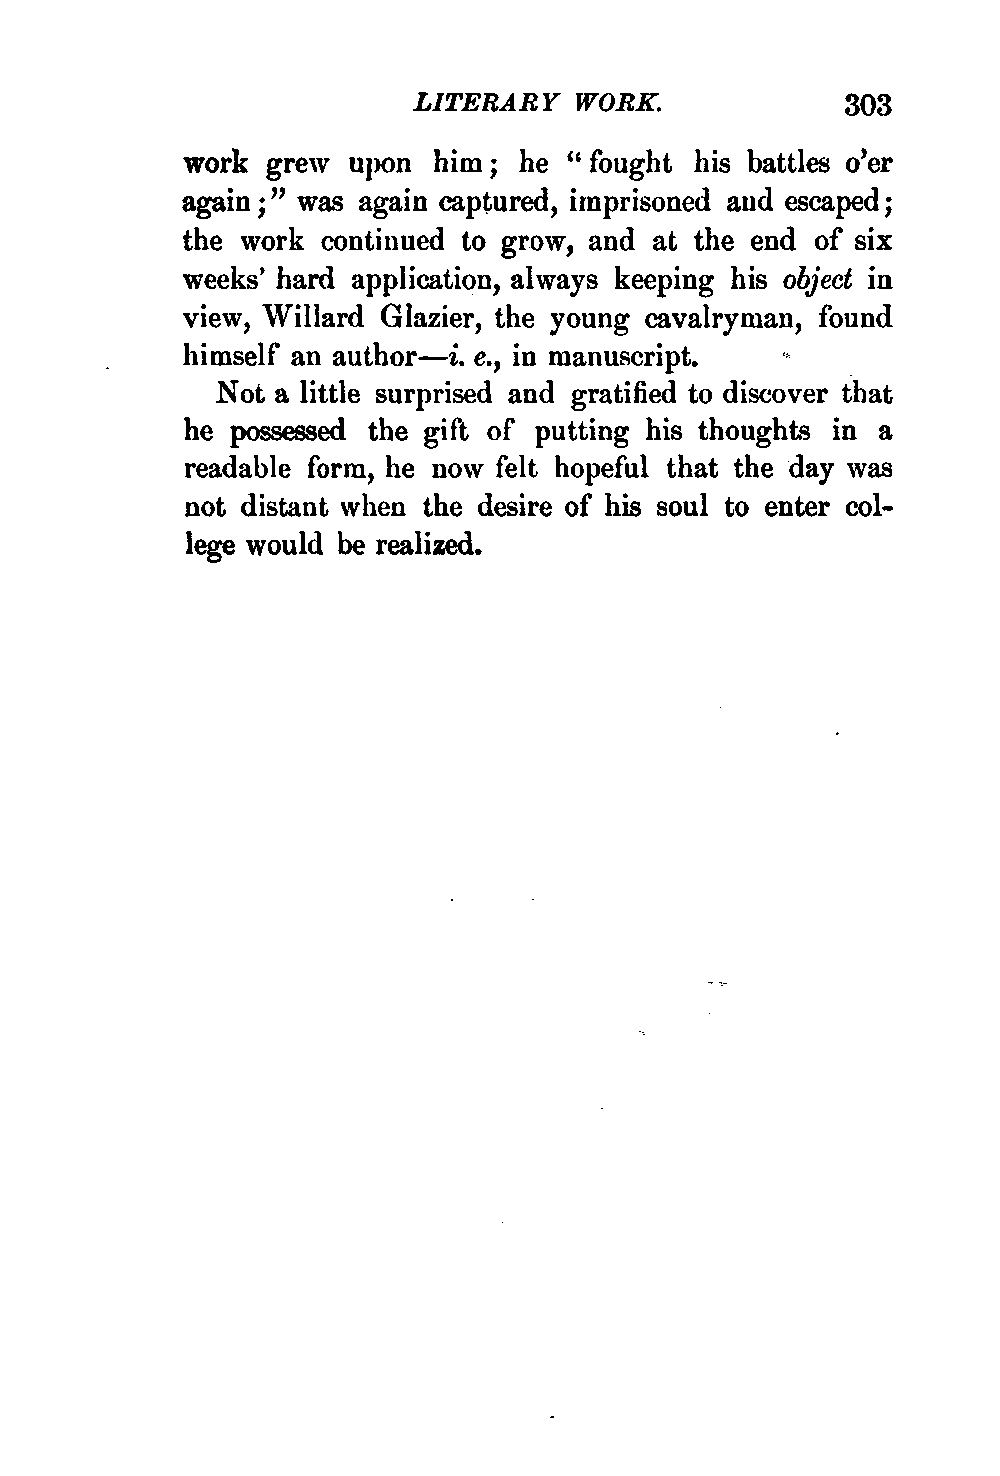 LITERARY WORK. 303
work grew upon him; he “fought his battles o’er
again;” was again captured, imprisoned and escaped;
the work continued to grow, and at the end of six
weeks’ hard application, always keeping his object in
view, Willard Glazier, the young cavalryman, found
himself an author—i. e., in manuscript.
Not a little surprised and gratified to discover that
he possessed the gift of putting his thoughts in a
readable form, he now felt hopeful that the day was
not distant when the desire of his soul to enter col-
lege would be realized.